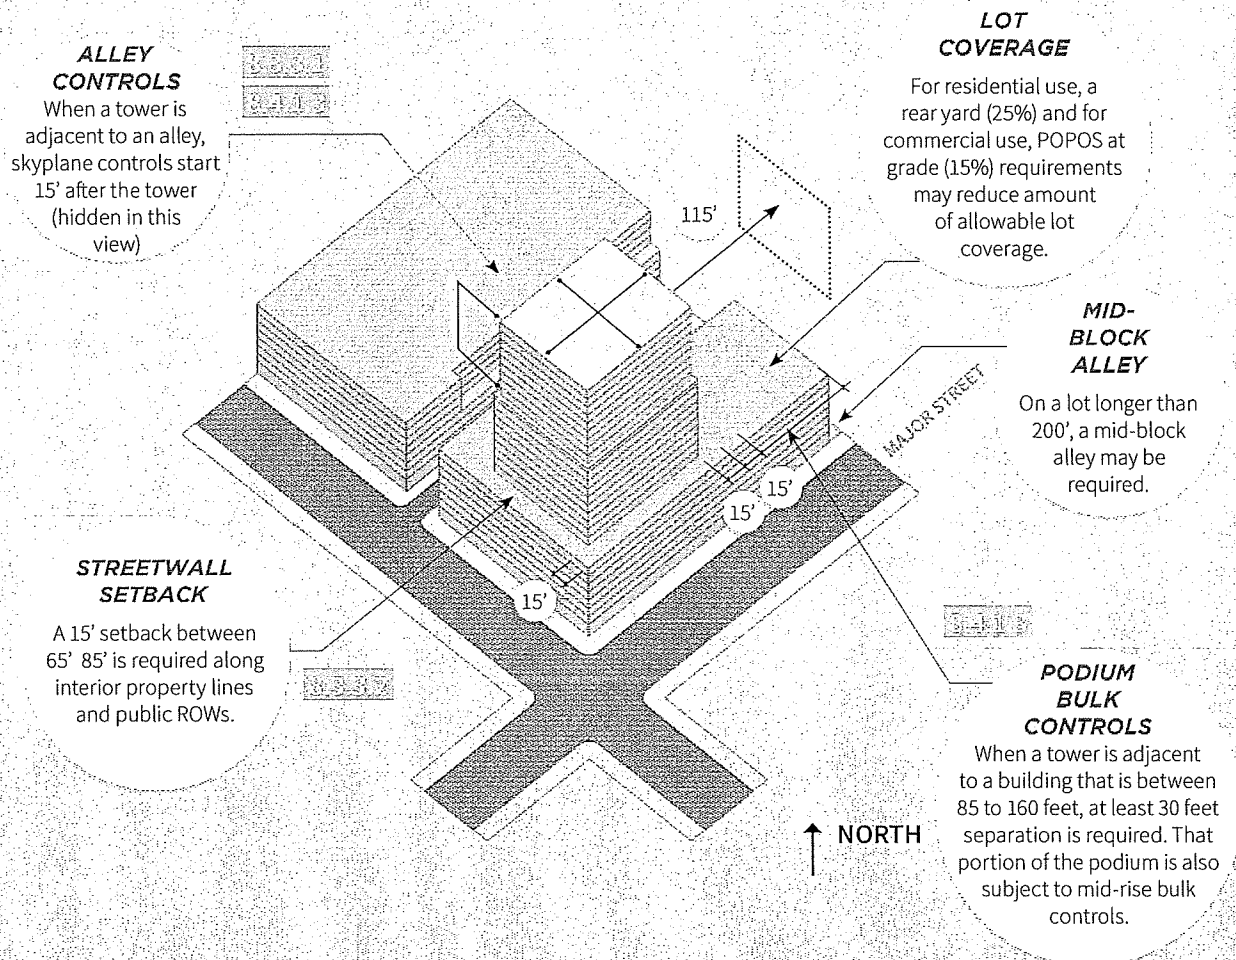 ALLEY
CONTROLS
When a tower is
adjacent to an alley,
skyplane controls start
15’ after the tower
(hidden in this
view)
LOT
COVERAGE
For residential use, a
rear yard (25%) and for
commercial use, POPOS at
grade (15%) requirements
may reduce amount
of allowable lot
coverage.
115’
MID-
BLOCK
ALLEY
On a lot longer than
200’, a mid-block
alley may be
required.
MAJOR STREET
15’
15’
15’
STREETWALL
SETBACK
A 15’ setback between
65’ 85’ is required along
interior property lines
and public ROWs.
PODIUM
BULK
CONTROLS
When a tower is adjacent
to a building that is between
85 to 160 feet, at least 30 feet
separation is required. That
portion of the podium is also
subject to mid-rise bulk
controls.
NORTH